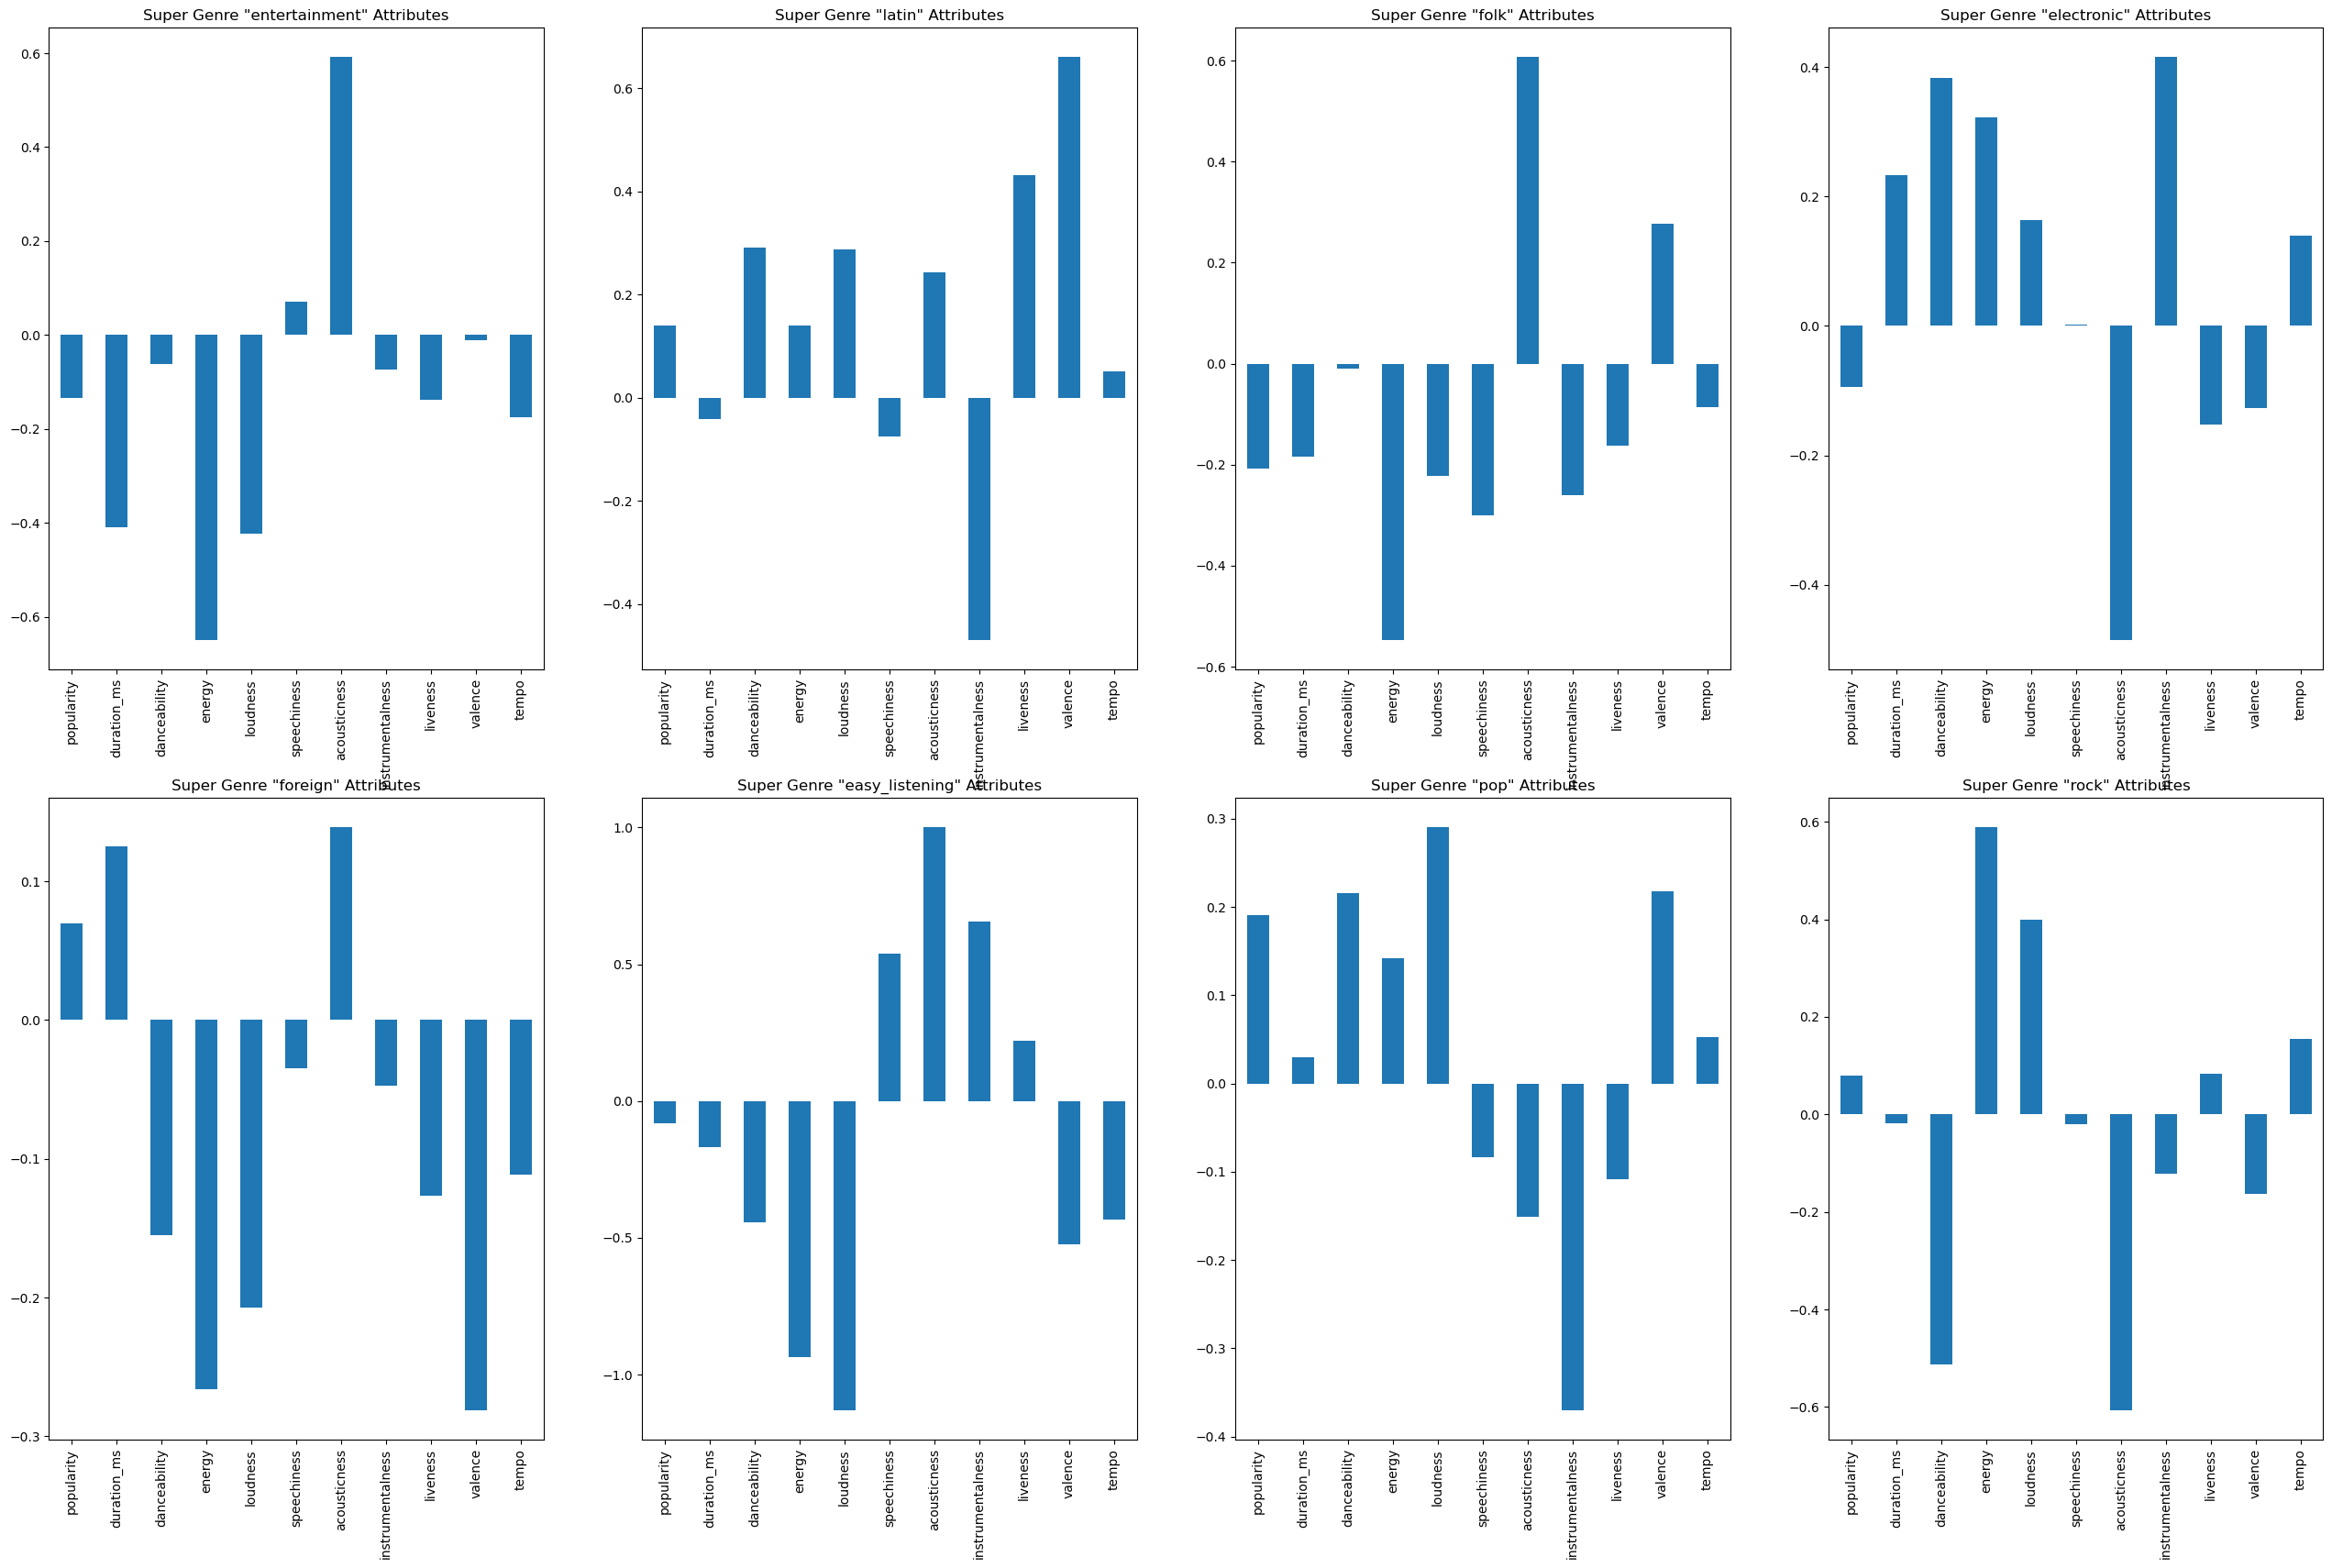 Super Genre "entertainment" Attributes
0.6
0.4
0.2
0.0
−0.2
−0.4
−0.6
popularity
duration_ms
danceability
energy
loudness
speechiness
acousticness
instrumentalness
liveness
valence
tempo
Super Genre "latin" Attributes
0.6
0.4
0.2
0.0
−0.2
−0.4
popularity
duration_ms
danceability
energy
loudness
speechiness
acousticness
instrumentalness
liveness
valence
tempo
Super Genre "folk" Attributes
0.6
0.4
0.2
0.0
−0.2
−0.4
−0.6
popularity
duration_ms
danceability
energy
loudness
speechiness
acousticness
instrumentalness
liveness
valence
tempo
Super Genre "electronic" Attributes
0.4
0.2
0.0
−0.2
−0.4
popularity
duration_ms
danceability
energy
loudness
speechiness
acousticness
instrumentalness
liveness
valence
tempo
Super Genre "foreign" Attributes
0.1
0.0
−0.1
−0.2
−0.3
popularity
duration_ms
danceability
energy
loudness
speechiness
acousticness
instrumentalness
liveness
valence
tempo
Super Genre "easy_listening" Attributes
1.0
0.5
0.0
−0.5
−1.0
popularity
duration_ms
danceability
energy
loudness
speechiness
acousticness
instrumentalness
liveness
valence
tempo
Super Genre "pop" Attributes
0.3
0.2
0.1
0.0
−0.1
−0.2
−0.3
−0.4
popularity
duration_ms
danceability
energy
loudness
speechiness
acousticness
instrumentalness
liveness
valence
tempo
Super Genre "rock" Attributes
0.6
0.4
0.2
0.0
−0.2
−0.4
−0.6
popularity
duration_ms
danceability
energy
loudness
speechiness
acousticness
instrumentalness
liveness
valence
tempo